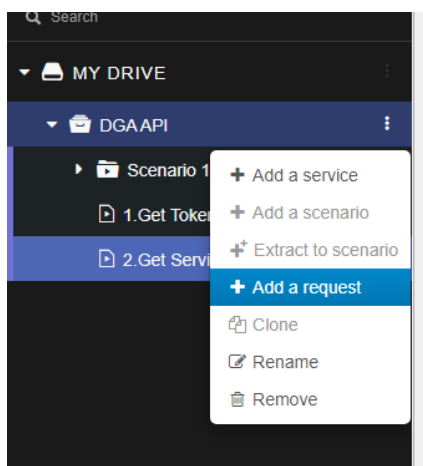 Search
MY DRIVE
DGA API
Scenario 1
Add a service
1.Get Token
Add a scenario
Extract to scenario
2.Get Servi
Add a request
Clone
Rename
Remove